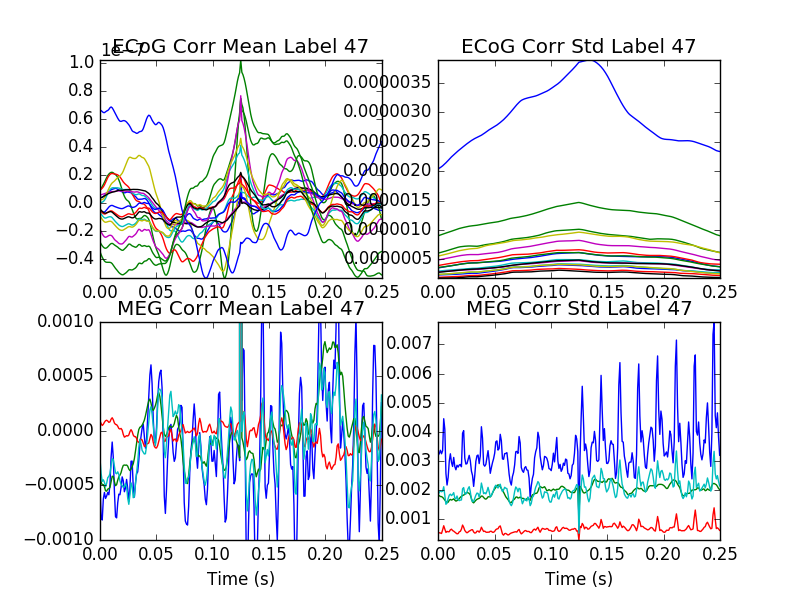 ECoG Corr Mean Label 47
1e−7
1.0
0.8
0.6
0.4
0.2
0.0
−0.2
−0.4
0.00 0.05 0.10 0.15 0.20 0.25
ECoG Corr Std Label 47
0.0000035
0.0000030
0.0000025
0.0000020
0.0000015
0.0000010
0.0000005
0.00 0.05 0.10 0.15 0.20 0.25
MEG Corr Mean Label 47
0.0010
0.0005
0.0000
−0.0005
−0.0010
0.00 0.05 0.10 0.15 0.20 0.25
Time (s)
MEG Corr Std Label 47
0.007
0.006
0.005
0.004
0.003
0.002
0.001
0.00 0.05 0.10 0.15 0.20 0.25
Time (s)